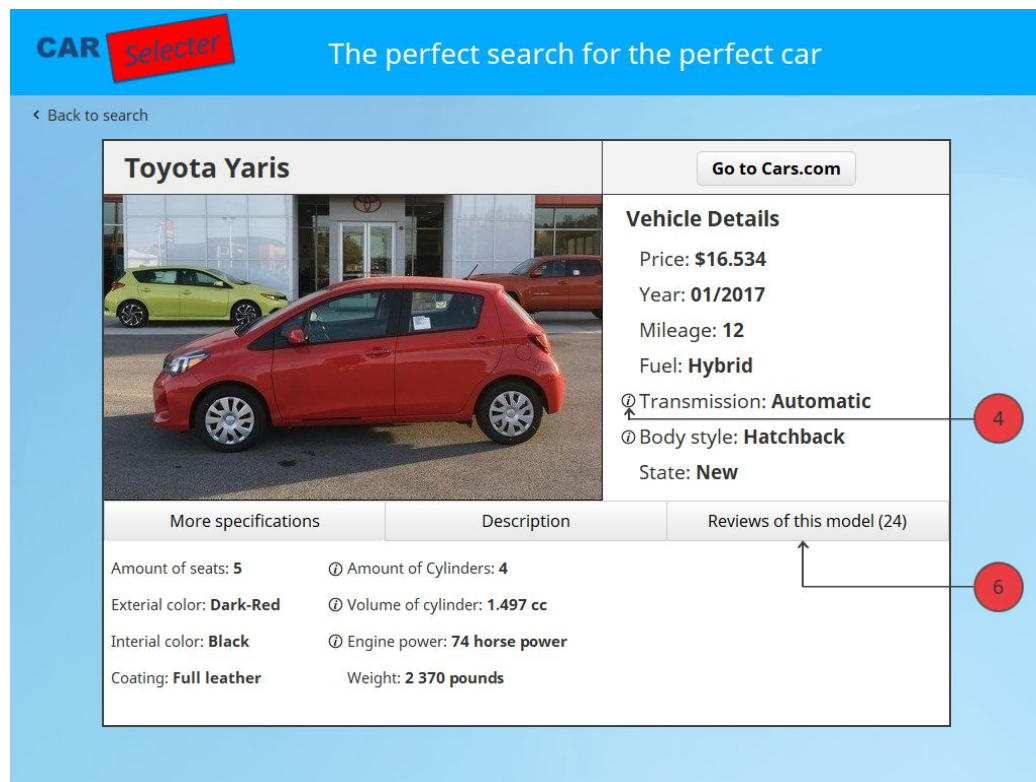 CAR Selecter
The perfect search for the perfect car
< Back to search
Toyota Yaris
Go to Cars.com
Vehicle Details
Price: $16.534
Year: 01/2017
Mileage: 12
Fuel: Hybrid
Transmission: Automatic
4
Body style: Hatchback
State: New
More specifications
Description
Reviews of this model (24)
Amount of seats: 5
Amount of Cylinders: 4
6
Exterial color: Dark-Red
Volume of cylinder: 1.497 cc
Interial color: Black
Engine power: 74 horse power
Coating: Full leather
Weight: 2 370 pounds